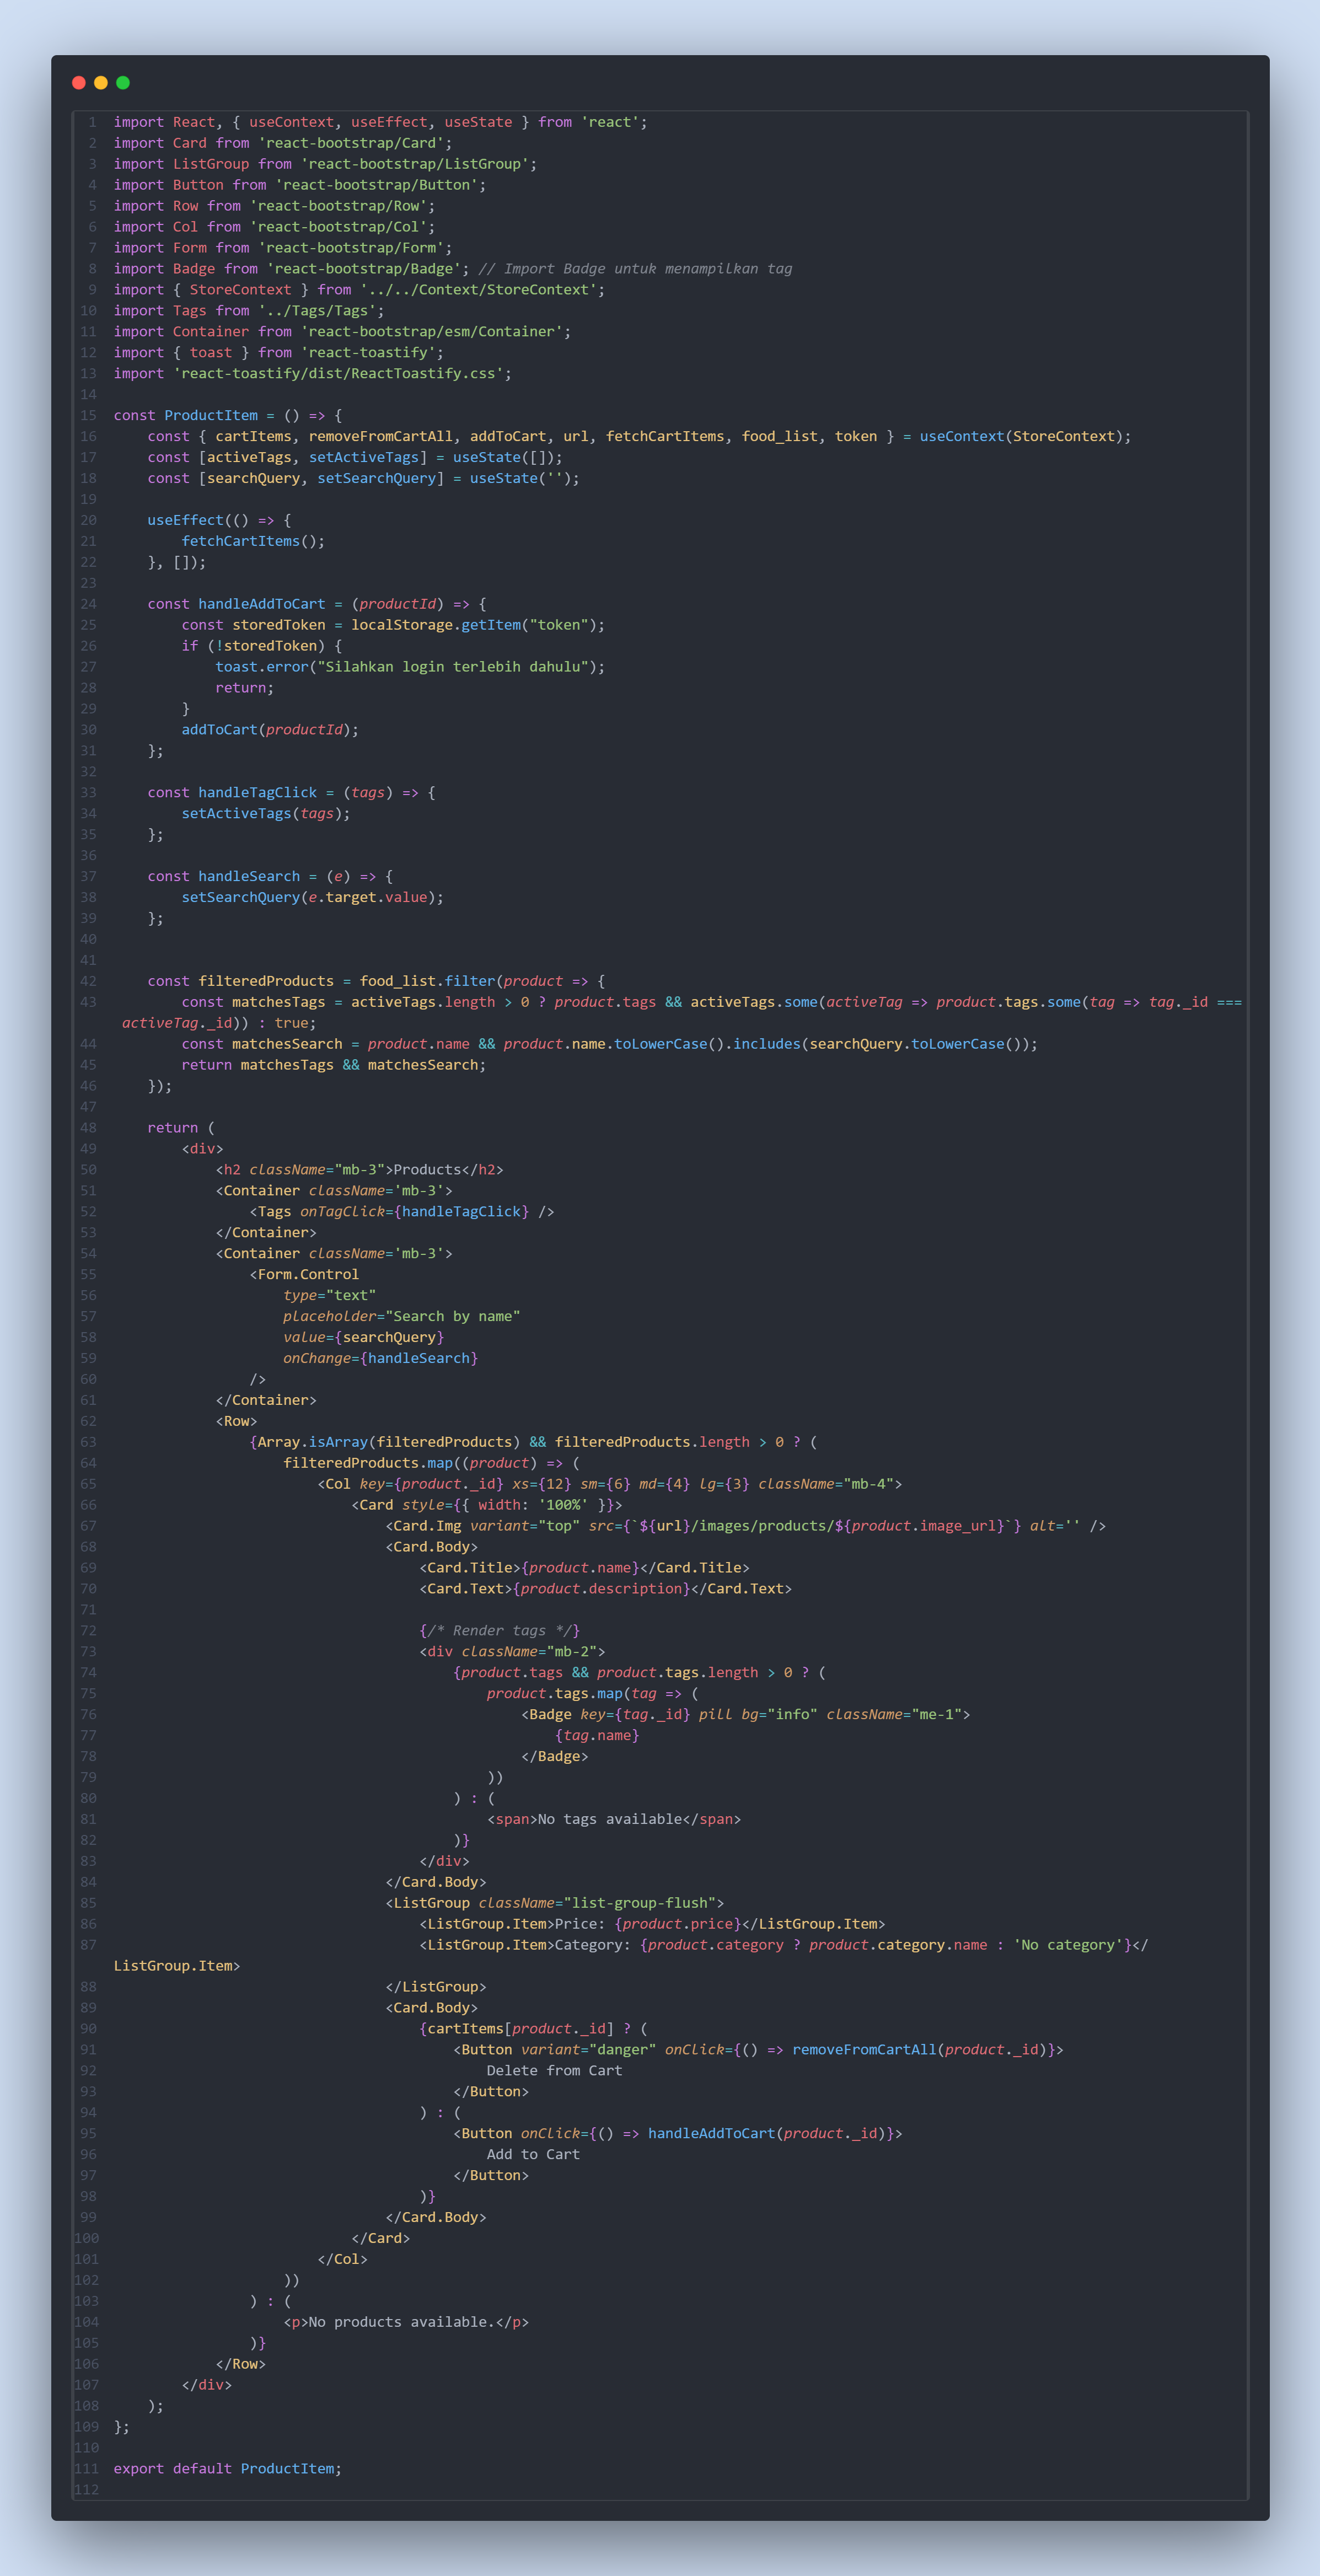 1 import React, { useContext, useEffect, useState } from 'react';
2 import Card from 'react-bootstrap/Card';
3 import ListGroup from 'react-bootstrap/ListGroup';
4 import Button from 'react-bootstrap/Button';
5 import Row from 'react-bootstrap/Row';
6 import Col from 'react-bootstrap/Col';
7 import Form from 'react-bootstrap/Form';
8 import Badge from 'react-bootstrap/Badge'; // Import Badge untuk menampilkan tag
9 import { StoreContext } from '../../Context/StoreContext';
10 import Tags from '../Tags/Tags';
11 import Container from 'react-bootstrap/esm/Container';
12 import { toast } from 'react-toastify';
13 import 'react-toastify/dist/ReactToastify.css';
14
15 const ProductItem = () => {
16     const { cartItems, removeFromCartAll, addToCart, url, fetchCartItems, food_list, token } = useContext(StoreContext);
17     const [activeTags, setActiveTags] = useState([]);
18     const [searchQuery, setSearchQuery] = useState('');
19
20     useEffect(() => {
21         fetchCartItems();
22     }, []);
23
24     const handleAddToCart = (productId) => {
25         const storedToken = localStorage.getItem("token");
26         if (!storedToken) {
27             toast.error("Silahkan login terlebih dahulu");
28             return;
29         }
30         addToCart(productId);
31     };
32
33     const handleTagClick = (tags) => {
34         setActiveTags(tags);
35     };
36
37     const handleSearch = (e) => {
38         setSearchQuery(e.target.value);
39     };
40
41
42     const filteredProducts = food_list.filter(product => {
43         const matchesTags = activeTags.length > 0 ? product.tags && activeTags.some(activeTag => product.tags.some(tag => tag._id ===
 activeTag._id)) : true;
44         const matchesSearch = product.name && product.name.toLowerCase().includes(searchQuery.toLowerCase());
45         return matchesTags && matchesSearch;
46     });
47
48     return (
49         <div>
50             <h2 className="mb-3">Products</h2>
51             <Container className='mb-3'>
52                 <Tags onTagClick={handleTagClick} />
53             </Container>
54             <Container className='mb-3'>
55                 <Form.Control
56                     type="text"
57                     placeholder="Search by name"
58                     value={searchQuery}
59                     onChange={handleSearch}
60                 />
61             </Container>
62             <Row>
63                 {Array.isArray(filteredProducts) && filteredProducts.length > 0 ? (
64                     filteredProducts.map((product) => (
65                         <Col key={product._id} xs={12} sm={6} md={4} lg={3} className="mb-4">
66                             <Card style={{ width: '100%' }}>
67                                 <Card.Img variant="top" src={`${url}/images/products/${product.image_url}`} alt='' />
68                                 <Card.Body>
69                                     <Card.Title>{product.name}</Card.Title>
70                                     <Card.Text>{product.description}</Card.Text>
71
72                                     {/* Render tags */}
73                                     <div className="mb-2">
74                                         {product.tags && product.tags.length > 0 ? (
75                                             product.tags.map(tag => (
76                                                 <Badge key={tag._id} pill bg="info" className="me-1">
77                                                     {tag.name}
78                                                 </Badge>
79                                             ))
80                                         ) : (
81                                             <span>No tags available</span>
82                                         )}
83                                     </div>
84                                 </Card.Body>
85                                 <ListGroup className="list-group-flush">
86                                     <ListGroup.Item>Price: {product.price}</ListGroup.Item>
87                                     <ListGroup.Item>Category: {product.category ? product.category.name : 'No category'}</
ListGroup.Item>
88                                 </ListGroup>
89                                 <Card.Body>
90                                     {cartItems[product._id] ? (
91                                         <Button variant="danger" onClick={() => removeFromCartAll(product._id)}>
92                                             Delete from Cart
93                                         </Button>
94                                     ) : (
95                                         <Button onClick={() => handleAddToCart(product._id)}>
96                                             Add to Cart
97                                         </Button>
98                                     )}
99                                 </Card.Body>
100                             </Card>
101                         </Col>
102                     ))
103                 ) : (
104                     <p>No products available.</p>
105                 )}
106             </Row>
107         </div>
108     );
109 };
110
111 export default ProductItem;
112